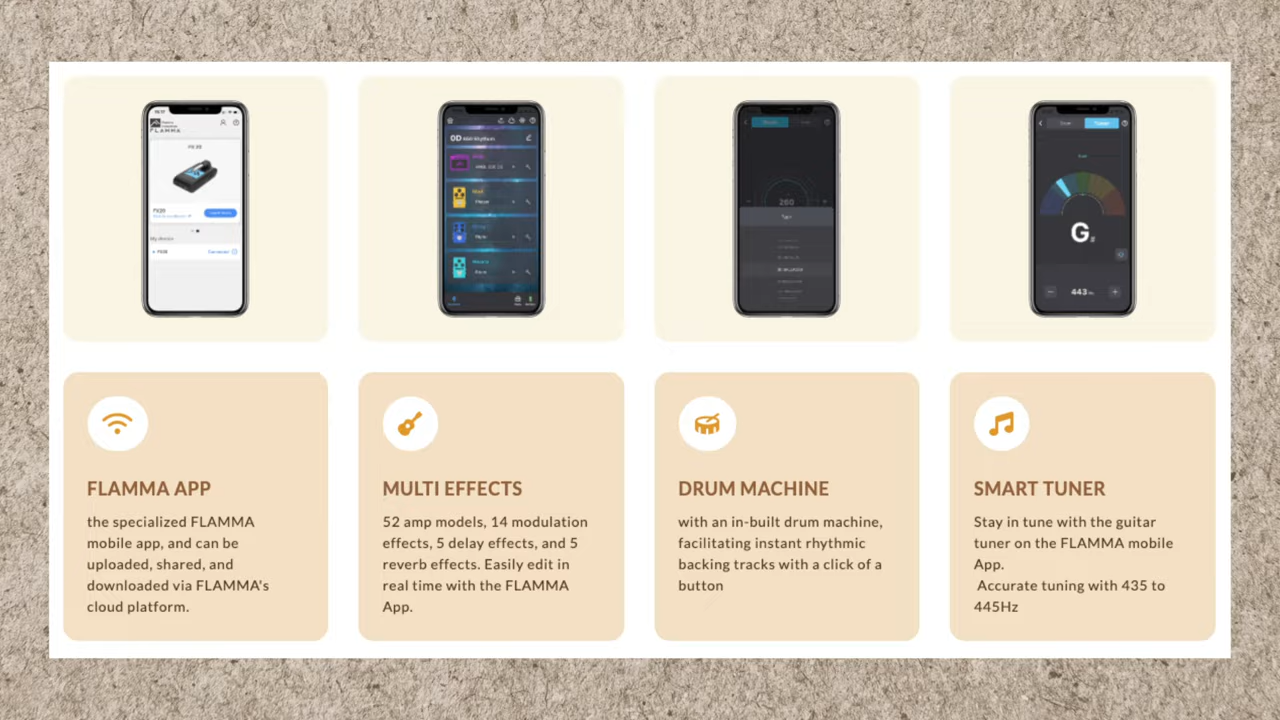 FLAMMA
FX20
OD
260
Type
G#
443
FLAMMA APP
the specialized FLAMMA
mobile app, and can be
uploaded, shared, and
downloaded via FLAMMA's
cloud platform.
MULTI EFFECTS
52 amp models, 14 modulation
effects, 5 delay effects, and 5
reverb effects. Easily edit in
real time with the FLAMMA
App.
DRUM MACHINE
with an in-built drum machine,
facilitating instant rhythmic
backing tracks with a click of a
button
SMART TUNER
Stay in tune with the guitar
tuner on the FLAMMA mobile
App.
Accurate tuning with 435 to
445Hz